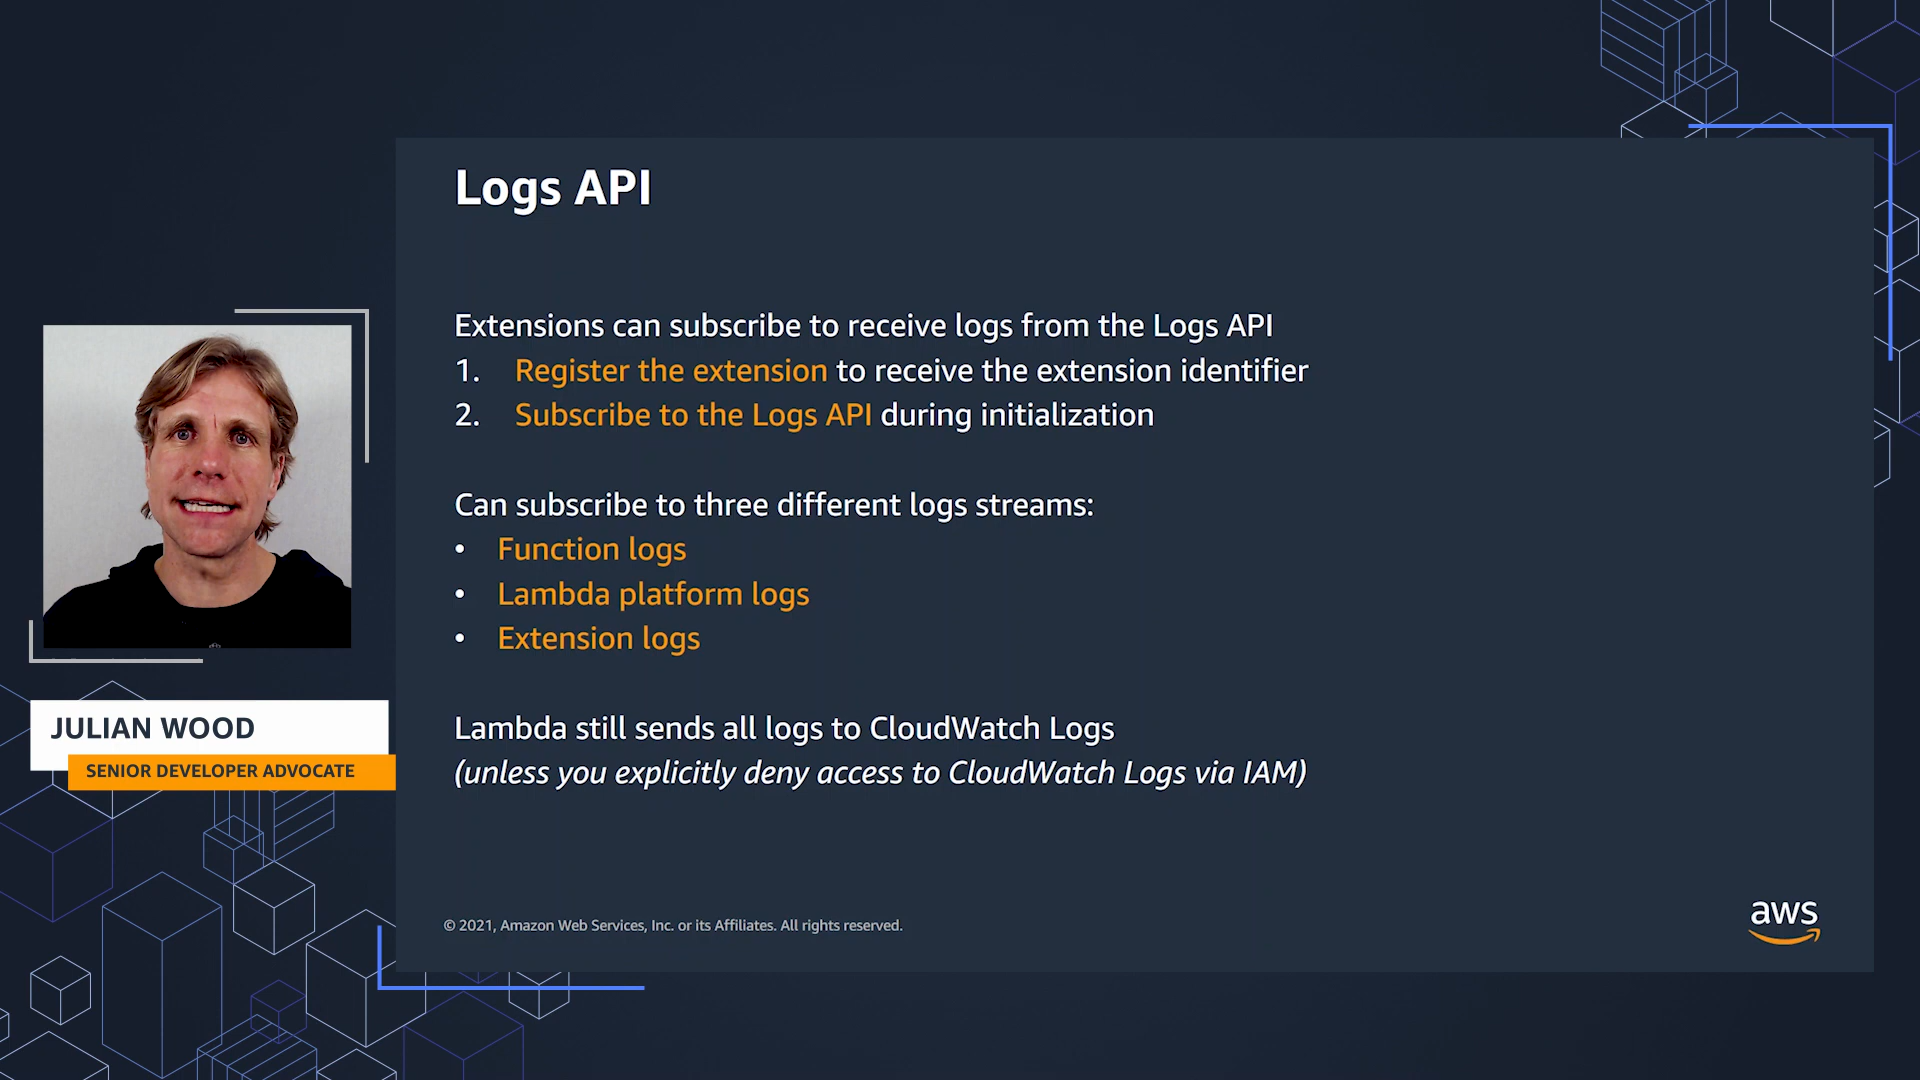 Logs API
Extensions can subscribe to receive logs from the Logs API
1. Register the extension to receive the extension identifier
2. Subscribe to the Logs API during initialization
Can subscribe to three different logs streams:
• Function logs
• Lambda platform logs
• Extension logs
Lambda still sends all logs to CloudWatch Logs
(unless you explicitly deny access to CloudWatch Logs via IAM)
JULIAN WOOD
SENIOR DEVELOPER ADVOCATE
© 2021, Amazon Web Services, Inc. or its Affiliates. All rights reserved.
aws